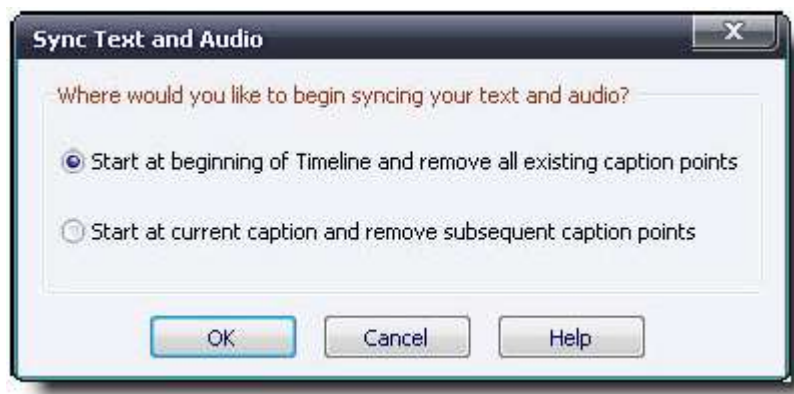 Sync Text and Audio
Where would you like to begin syncing your text and audio?
Start at beginning of Timeline and remove all existing caption points
Start at current caption and remove subsequent caption points
OK Cancel Help